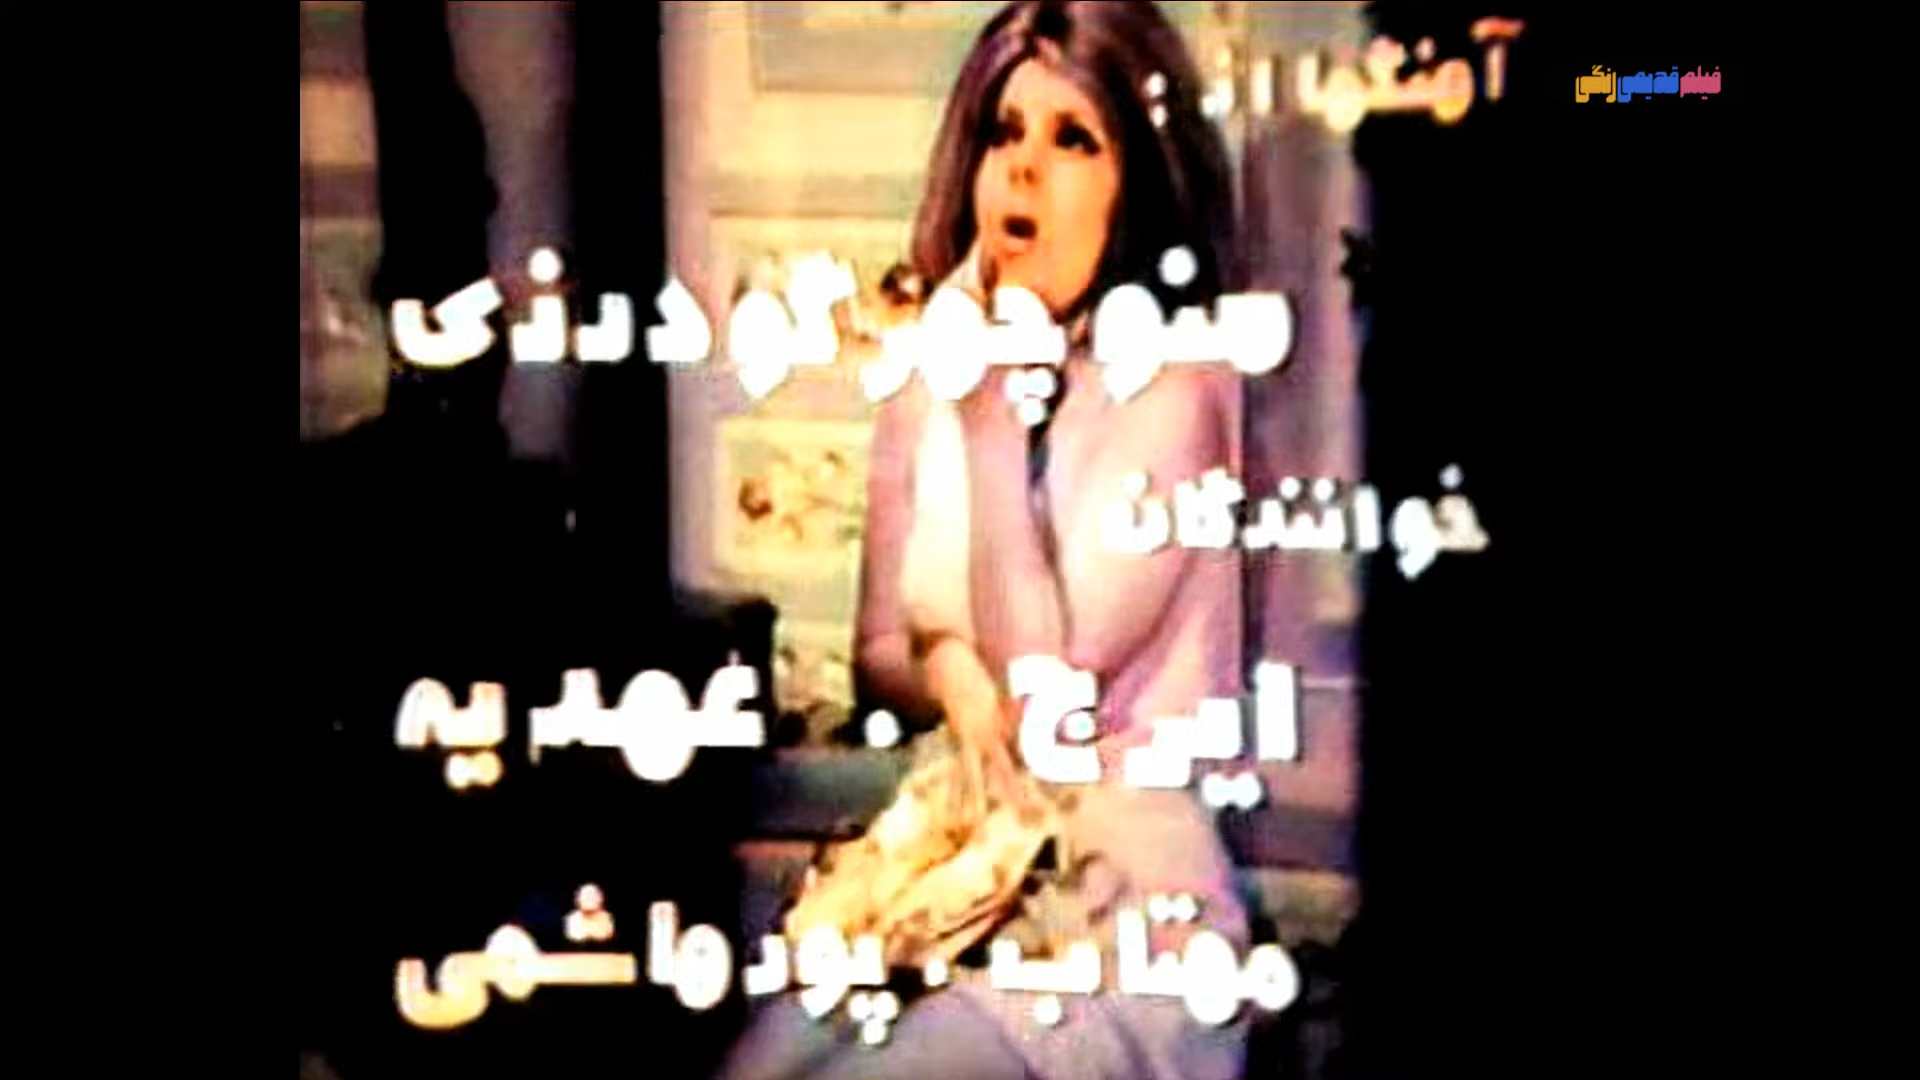 آهنگها از :
فیلم قدیمی رنگی
منوچهر گودرزی
خوانندگان
ایرج . عهدیه
مهتاب . پورهاشمی